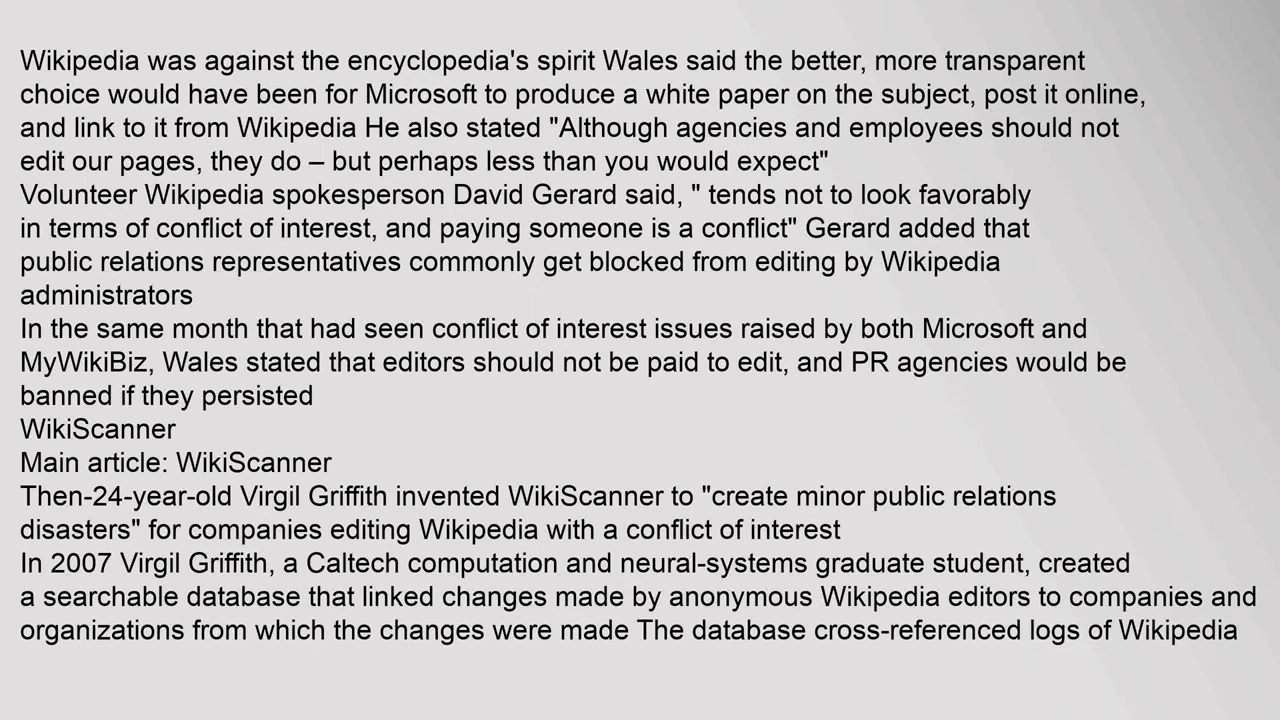 Wikipedia was against the encyclopedia's spirit Wales said the better, more transparent
choice would have been for Microsoft to produce a white paper on the subject, post it online,
and link to it from Wikipedia He also stated "Although agencies and employees should not
edit our pages, they do – but perhaps less than you would expect"
Volunteer Wikipedia spokesperson David Gerard said, " tends not to look favorably
in terms of conflict of interest, and paying someone is a conflict" Gerard added that
public relations representatives commonly get blocked from editing by Wikipedia
administrators
In the same month that had seen conflict of interest issues raised by both Microsoft and
MyWikiBiz, Wales stated that editors should not be paid to edit, and PR agencies would be
banned if they persisted
WikiScanner
Main article: WikiScanner
Then-24-year-old Virgil Griffith invented WikiScanner to "create minor public relations
disasters" for companies editing Wikipedia with a conflict of interest
In 2007 Virgil Griffith, a Caltech computation and neural-systems graduate student, created
a searchable database that linked changes made by anonymous Wikipedia editors to companies and
organizations from which the changes were made The database cross-referenced logs of Wikipedia